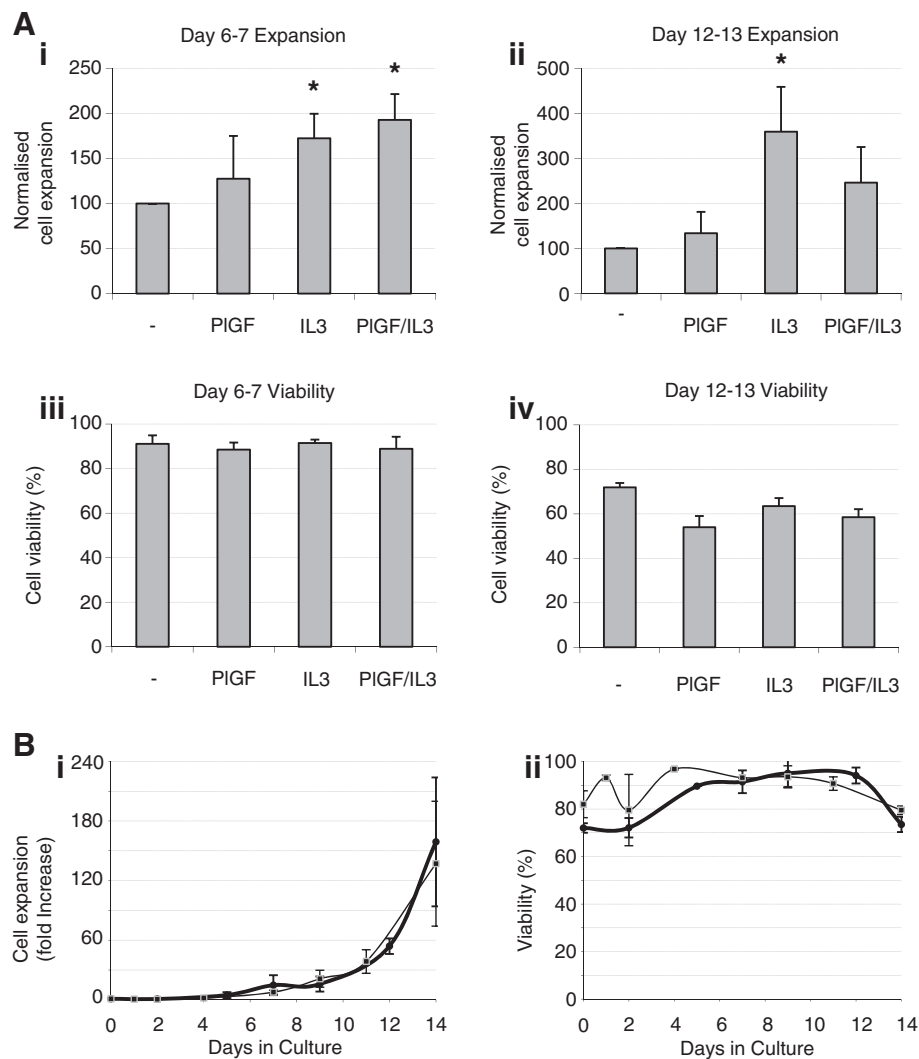 A
i
Day 6-7 Expansion
Normalised
cell expansion
250
200
150
100
50
0
*
*
-
PlGF
IL3
PlGF/IL3
ii
Day 12-13 Expansion
Normalised
cell expansion
500
400
300
200
100
0
*
-
PlGF
IL3
PlGF/IL3
iii
Day 6-7 Viability
Cell viability (%)
100
80
60
40
20
0
-
PlGF
IL3
PlGF/IL3
iv
Day 12-13 Viability
Cell viability (%)
100
80
60
40
20
0
-
PlGF
IL3
PlGF/IL3
B
i
Cell expansion
(fold Increase)
240
180
120
60
0
0 2 4 6 8 10 12 14
Days in Culture
ii
Viability (%)
100
80
60
40
20
0
0 2 4 6 8 10 12 14
Days in Culture